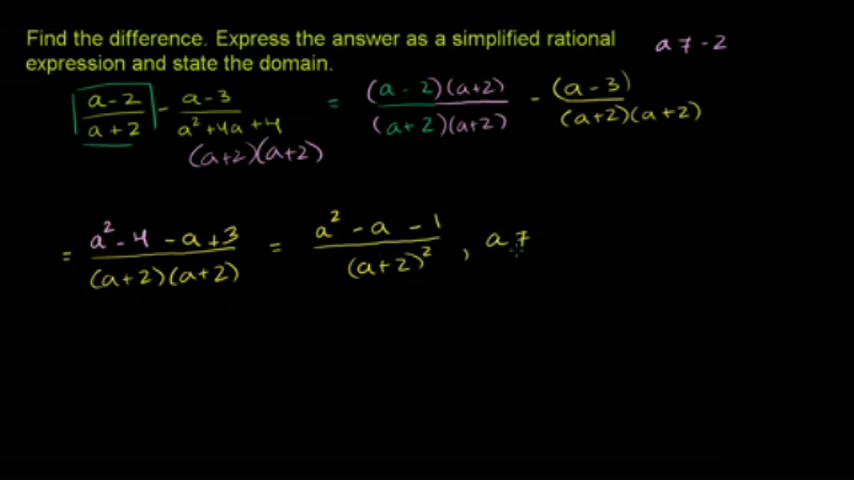 Find the difference. Express the answer as a simplified rational a ≠ -2
expression and state the domain.
(a-2)/(a+2) - (a-3)/(a²+4a+4) = (a-2)(a+2)/(a+2)(a+2) - (a-3)/(a+2)(a+2)
(a+2)(a+2)
= (a²-4-a+3)/(a+2)(a+2) = (a²-a-1)/(a+2)², a ≠